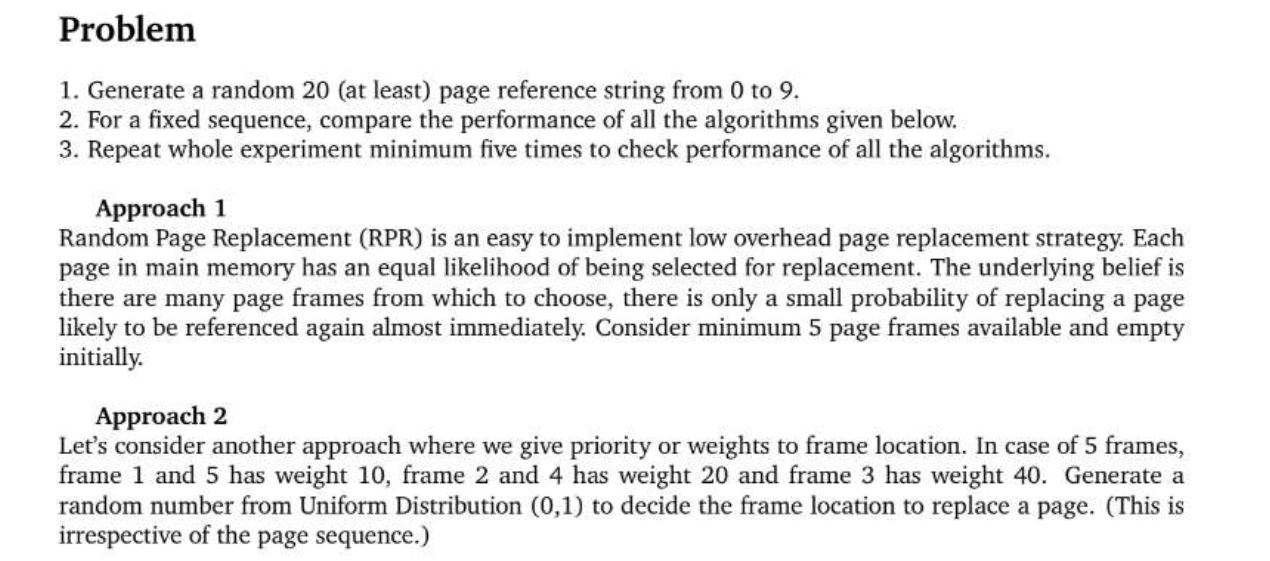 Problem
1. Generate a random 20 (at least) page reference string from 0 to 9.
2. For a fixed sequence, compare the performance of all the algorithms given below.
3. Repeat whole experiment minimum five times to check performance of all the algorithms.
Approach 1
Random Page Replacement (RPR) is an easy to implement low overhead page replacement strategy. Each
page in main memory has an equal likelihood of being selected for replacement. The underlying belief is
there are many page frames from which to choose, there is only a small probability of replacing a page
likely to be referenced again almost immediately. Consider minimum 5 page frames available and empty
initially.
Approach 2
Let's consider another approach where we give priority or weights to frame location. In case of 5 frames,
frame 1 and 5 has weight 10, frame 2 and 4 has weight 20 and frame 3 has weight 40. Generate a
random number from Uniform Distribution (0,1) to decide the frame location to replace a page. (This is
irrespective of the page sequence.)